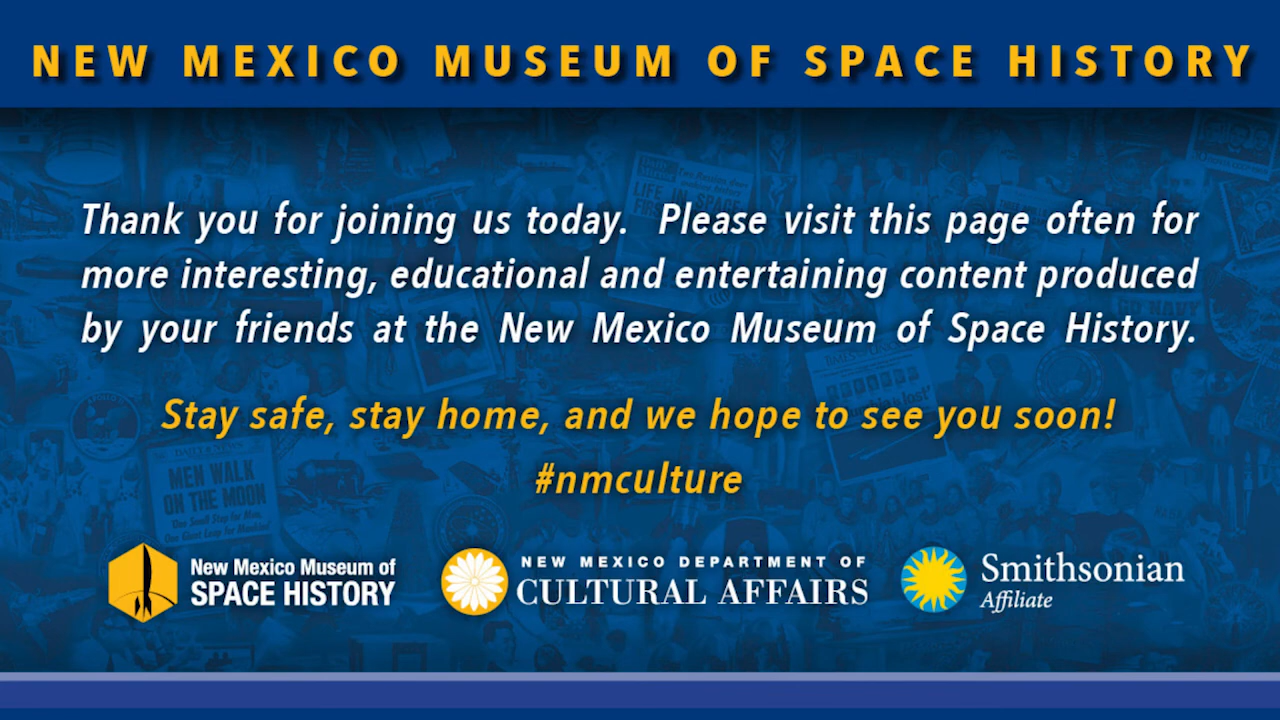 NEW MEXICO MUSEUM OF SPACE HISTORY
Thank you for joining us today. Please visit this page often for
more interesting, educational and entertaining content produced
by your friends at the New Mexico Museum of Space History.
Stay safe, stay home, and we hope to see you soon!
#nmculture
MEN WALK
ON THE MOON
LIFE IN SPACE
New Mexico Museum of
SPACE HISTORY
NEW MEXICO DEPARTMENT OF
CULTURAL AFFAIRS
Smithsonian
Affiliate